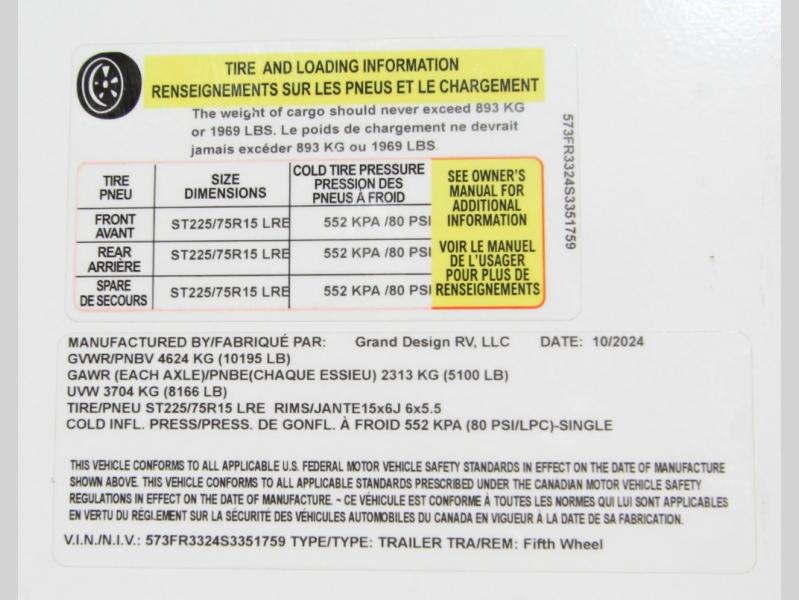 TIRE AND LOADING INFORMATION
RENSEIGNEMENTS SUR LES PNEUS ET LE CHARGEMENT
The weight of cargo should never exceed 893 KG
or 1969 LBS. Le poids de chargement ne devrait
jamais excéder 893 KG ou 1969 LBS.
TIRE PNEU
SIZE DIMENSIONS
COLD TIRE PRESSURE
PRESSION DES
PNEUS À FROID
FRONT AVANT
ST225/75R15 LRE
552 KPA /80 PSI
REAR ARRIÈRE
ST225/75R15 LRE
552 KPA /80 PSI
SPARE DE SECOURS
ST225/75R15 LRE
552 KPA /80 PSI
SEE OWNER'S
MANUAL FOR
ADDITIONAL
INFORMATION
VOIR LE MANUEL
DE L'USAGER
POUR PLUS DE
RENSEIGNEMENTS
573FR3324S3351759
MANUFACTURED BY/FABRIQUÉ PAR: Grand Design RV, LLC DATE: 10/2024
GVWR/PNBV 4624 KG (10195 LB)
GAWR (EACH AXLE)/PNBE(CHAQUE ESSIEU) 2313 KG (5100 LB)
UVW 3704 KG (8166 LB)
TIRE/PNEU ST225/75R15 LRE RIMS/JANTE15x6J 6x5.5
COLD INFL. PRESS/PRESS. DE GONFL. À FROID 552 KPA (80 PSI/LPC)-SINGLE
THIS VEHICLE CONFORMS TO ALL APPLICABLE U.S. FEDERAL MOTOR VEHICLE SAFETY STANDARDS IN EFFECT ON THE DATE OF MANUFACTURE
SHOWN ABOVE. THIS VEHICLE CONFORMS TO ALL APPLICABLE STANDARDS PRESCRIBED UNDER THE CANADIAN MOTOR VEHICLE SAFETY
REGULATIONS IN EFFECT ON THE DATE OF MANUFACTURE. ~ CE VÉHICULE EST CONFORME À TOUTES LES NORMES QUI LUI SONT APPLICABLES
EN VERTU DU RÉGLEMENT SUR LA SÉCURITÉ DES VÉHICULES AUTOMOBILES DU CANADA EN VIGUEUR À LA DATE DE SA FABRICATION.
V.I.N./N.I.V.: 573FR3324S3351759 TYPE/TYPE: TRAILER TRA/REM: Fifth Wheel